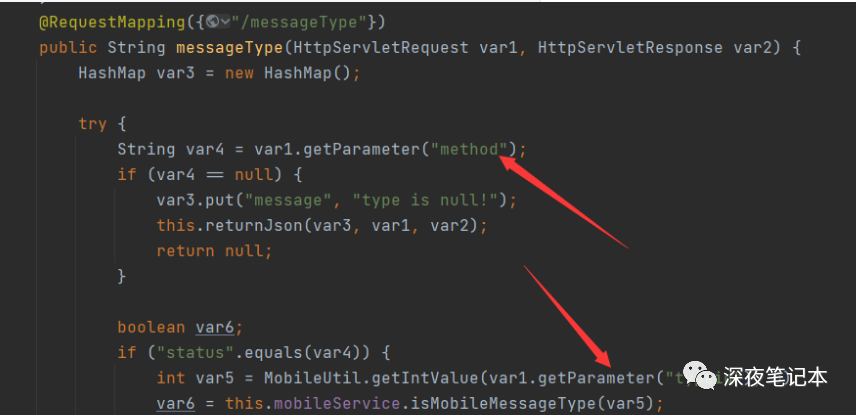 @RequestMapping({"/messageType"})
public String messageType(HttpServletRequest var1, HttpServletResponse var2) {
HashMap var3 = new HashMap();
try {
String var4 = var1.getParameter("method");
if (var4 == null) {
var3.put("message", "type is null!");
this.returnJson(var3, var1, var2);
return null;
}
boolean var6;
if ("status".equals(var4)) {
int var5 = MobileUtil.getIntValue(var1.getParameter("
var6 = this.mobileService.isMobileMessageType(var5);
深夜笔记本